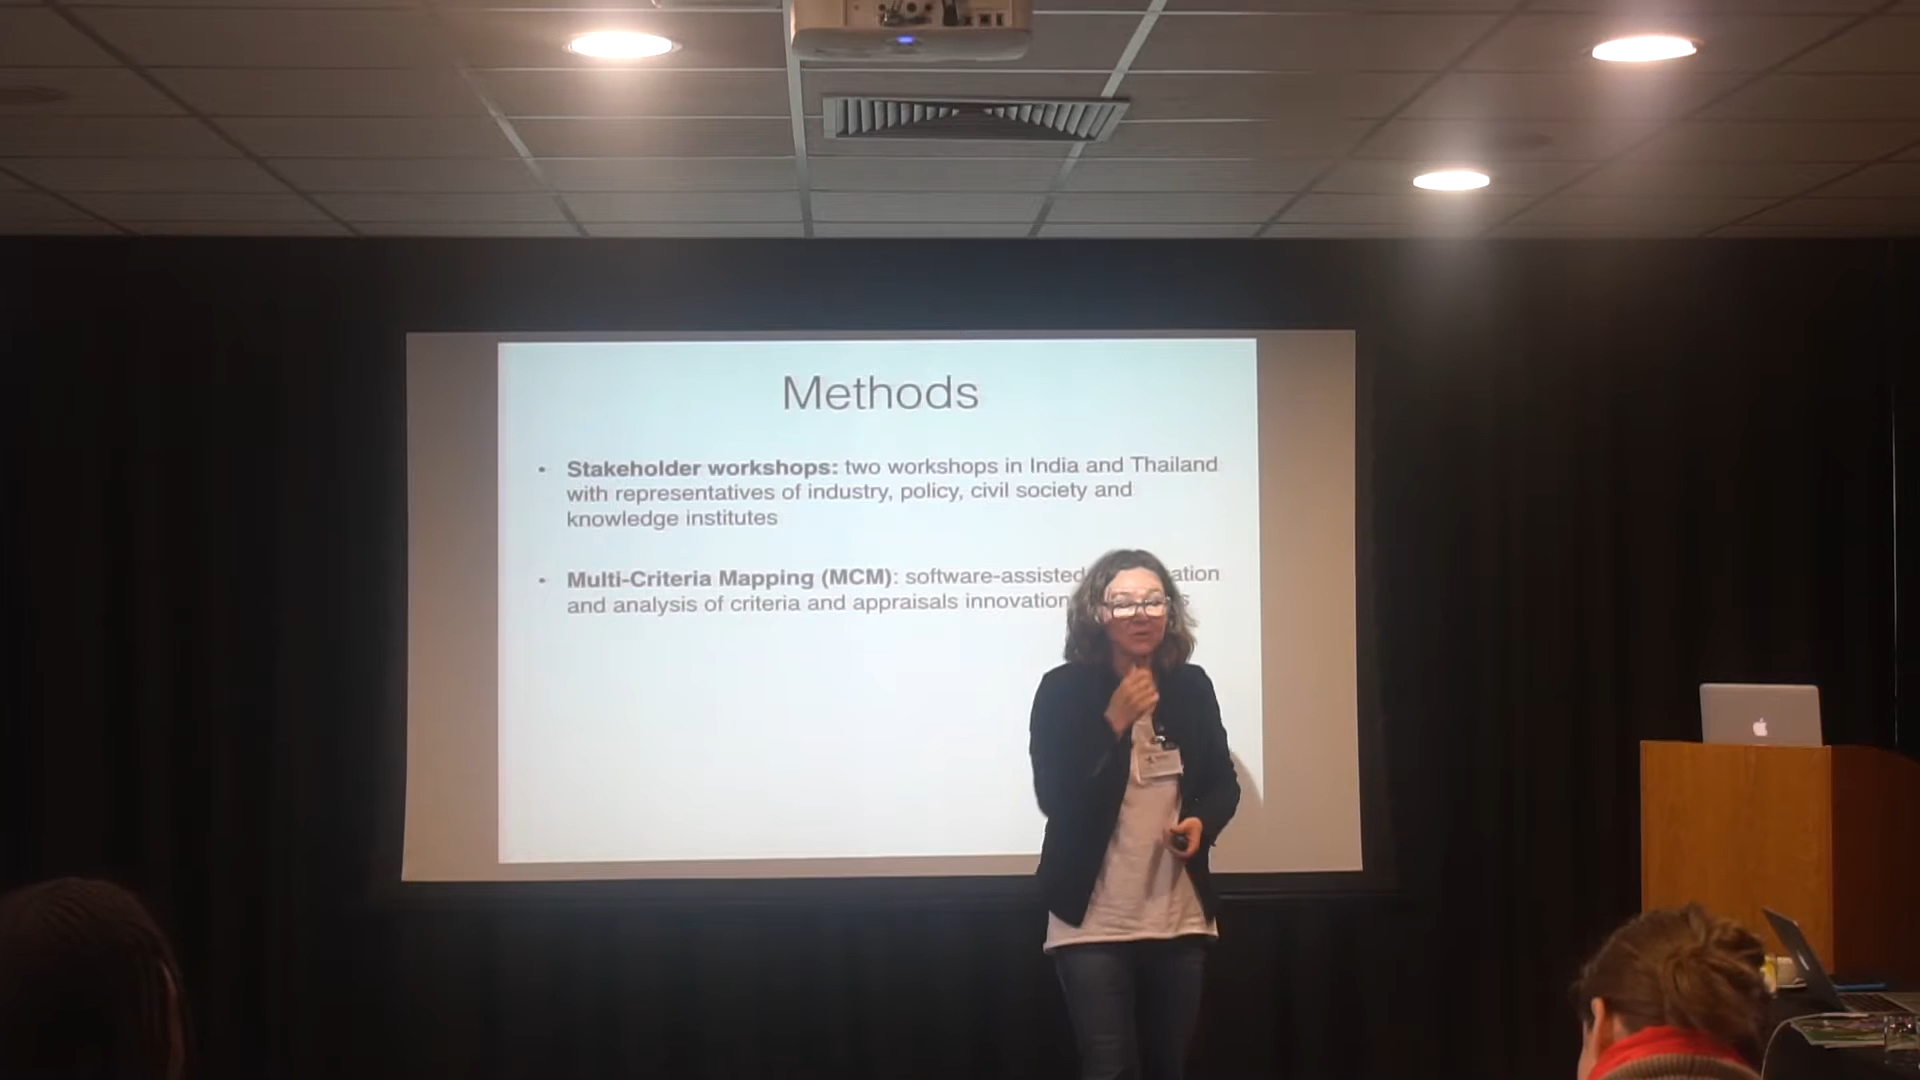 Methods
• Stakeholder workshops: two workshops in India and Thailand
with representatives of industry, policy, civil society and
knowledge institutes
• Multi-Criteria Mapping (MCM): software-assisted
and analysis of criteria and appraisals innovation